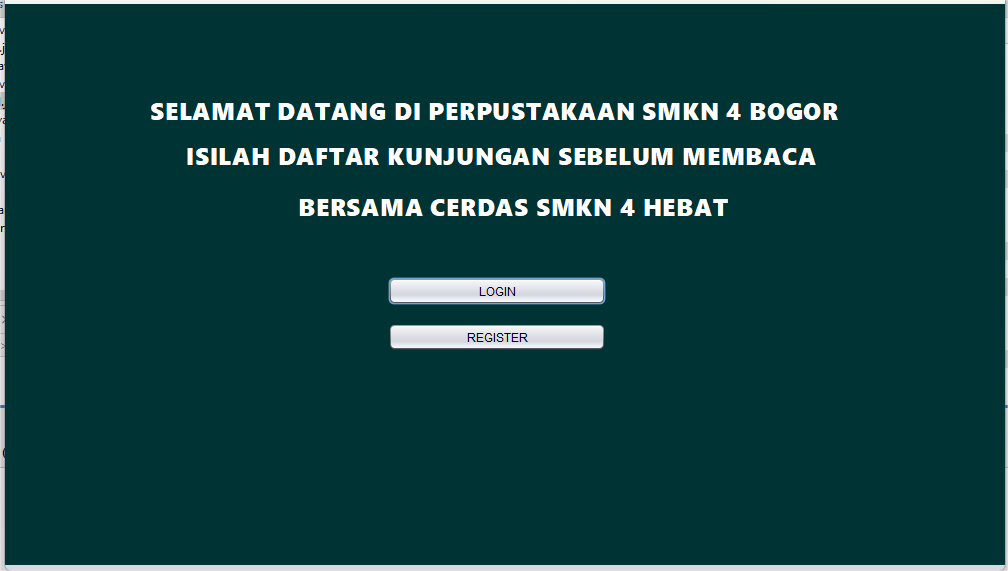 SELAMAT DATANG DI PERPUSTAKAAN SMKN 4 BOGOR
ISILAH DAFTAR KUNJUNGAN SEBELUM MEMBACA
BERSAMA CERDAS SMKN 4 HEBAT
LOGIN
REGISTER